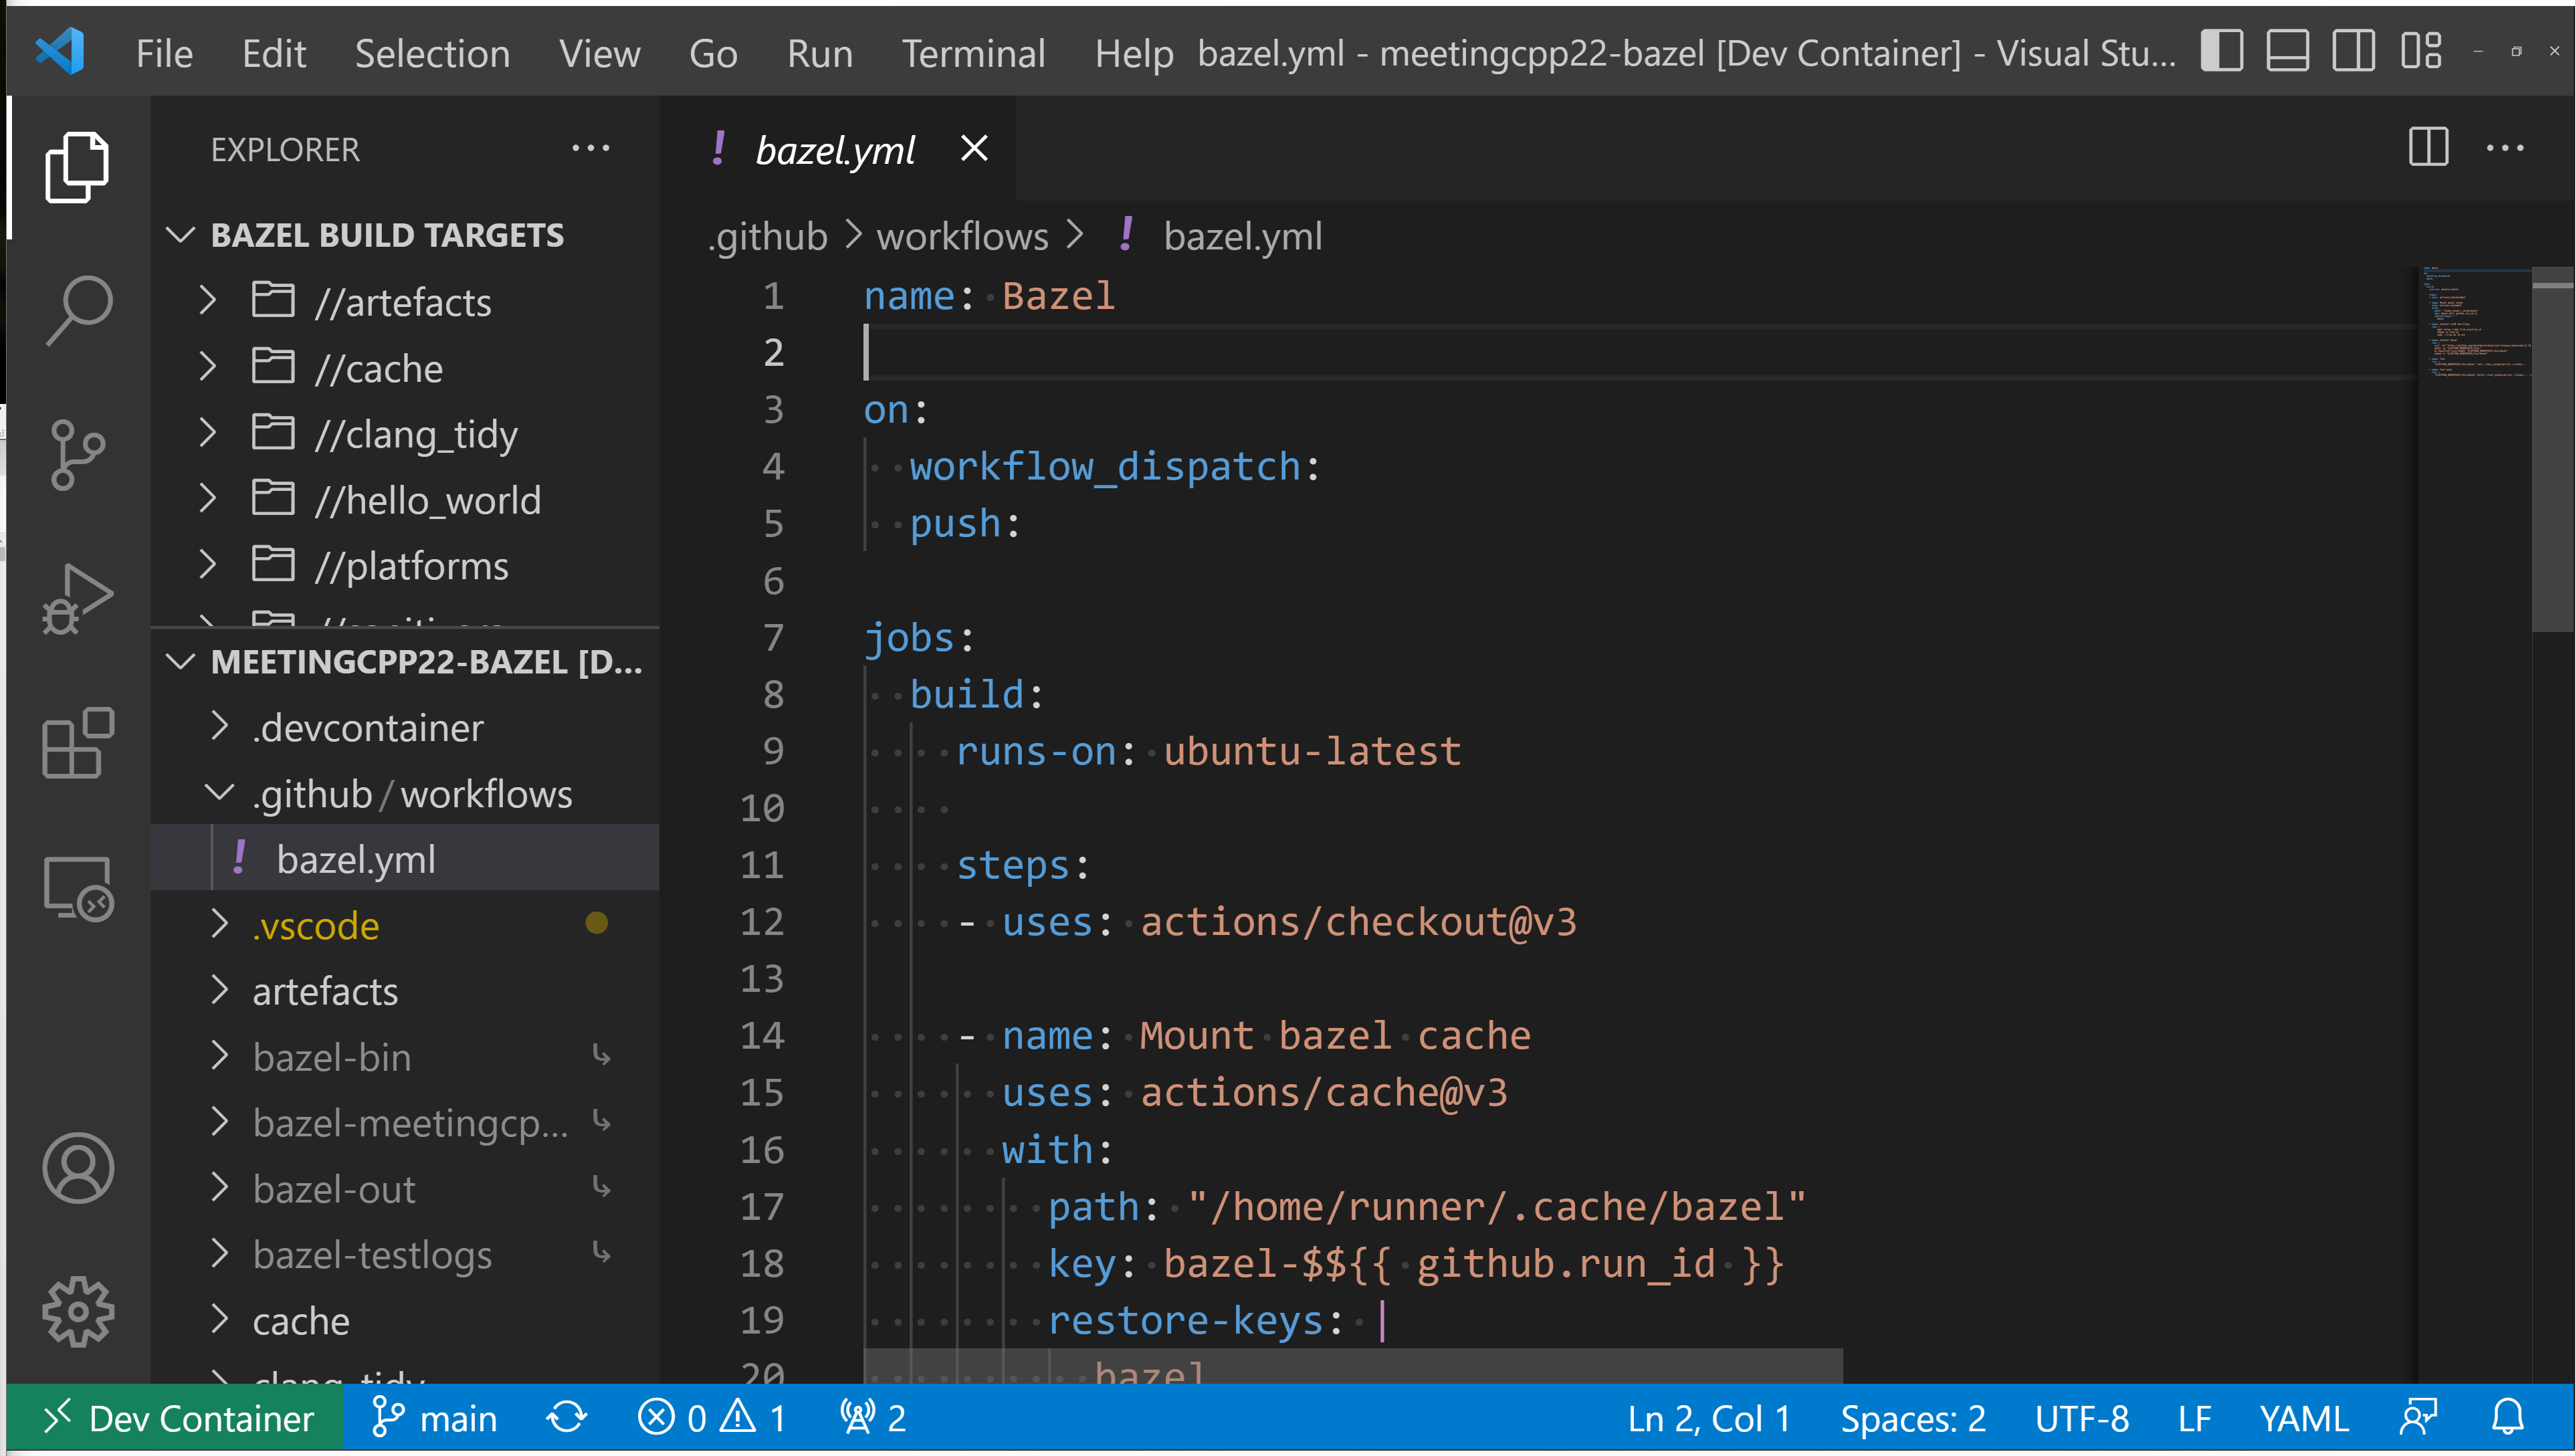 File Edit Selection View Go Run Terminal Help bazel.yml - meetingcpp22-bazel [Dev Container] - Visual Stu...
EXPLORER
BAZEL BUILD TARGETS
//artefacts
//cache
//clang_tidy
//hello_world
//platforms
MEETINGCPP22-BAZEL [D...
.devcontainer
.github/workflows
! bazel.yml
.vscode
artefacts
bazel-bin
bazel-meetingcp...
bazel-out
bazel-testlogs
cache
clang_tidy
! bazel.yml
.github > workflows > ! bazel.yml
1 name: Bazel
2
3 on:
4 workflow_dispatch:
5 push:
6
7 jobs:
8 build:
9 runs-on: ubuntu-latest
10
11 steps:
12 - uses: actions/checkout@v3
13
14 - name: Mount bazel cache
15 uses: actions/cache@v3
16 with:
17 path: "/home/runner/.cache/bazel"
18 key: bazel-$${{ github.run_id }}
19 restore-keys: |
20 bazel
Dev Container main 0 1 2 Ln 2, Col 1 Spaces: 2 UTF-8 LF YAML